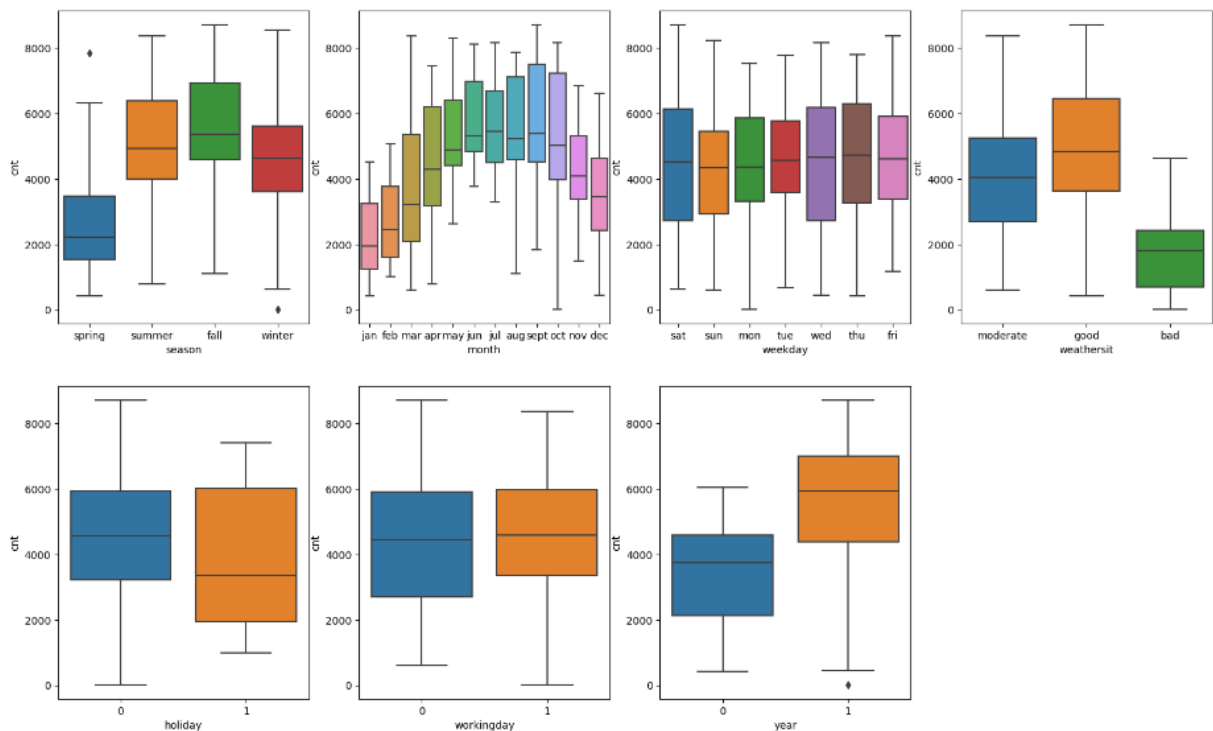 8000
6000
4000
2000
0
cnt
spring summer fall winter
season
8000
6000
4000
2000
0
cnt
jan feb mar apr may jun jul aug sept oct nov dec
month
8000
6000
4000
2000
0
cnt
sat sun mon tue wed thu fri
weekday
8000
6000
4000
2000
0
cnt
moderate good bad
weathersit
8000
6000
4000
2000
0
cnt
0 1
holiday
8000
6000
4000
2000
0
cnt
0 1
workingday
8000
6000
4000
2000
0
cnt
0 1
year